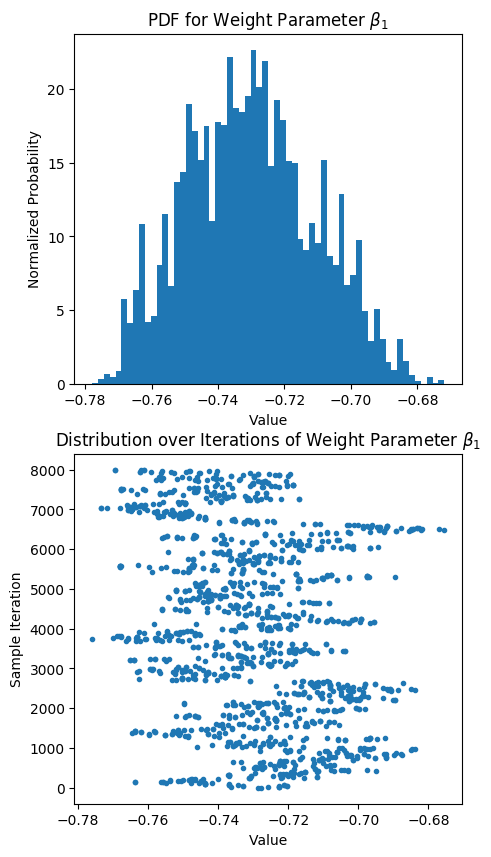 PDF for Weight Parameter β₁
20
15
10
5
0
Normalized Probability
−0.78 −0.76 −0.74 −0.72 −0.70 −0.68
Value
Distribution over Iterations of Weight Parameter β₁
8000
7000
6000
5000
4000
3000
2000
1000
0
Sample Iteration
−0.78 −0.76 −0.74 −0.72 −0.70 −0.68
Value